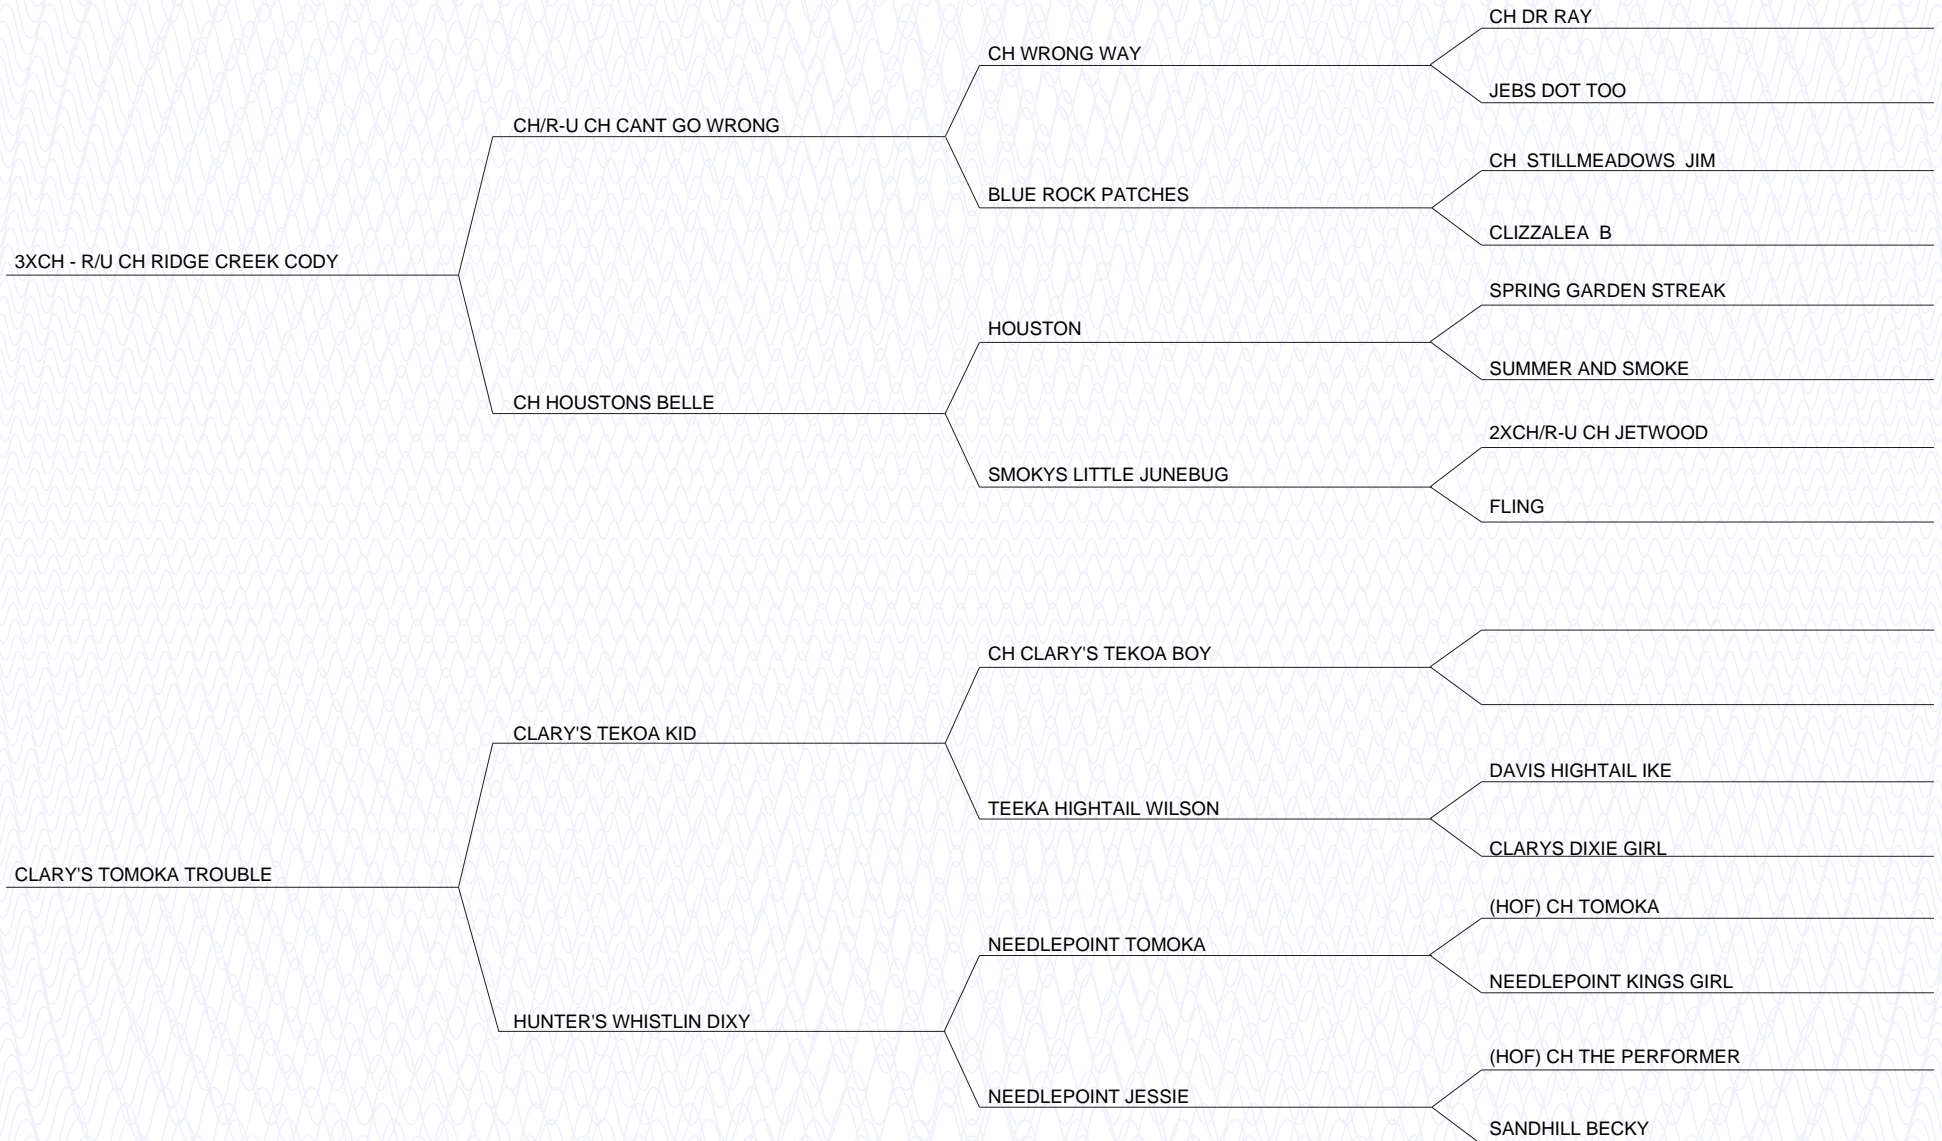 CH DR RAY
CH WRONG WAY
JEBS DOT TOO
CH/R-U CH CANT GO WRONG
CH  STILLMEADOWS  JIM
BLUE ROCK PATCHES
CLIZZALEA  B
3XCH - R/U CH RIDGE CREEK CODY
SPRING GARDEN STREAK
HOUSTON
SUMMER AND SMOKE
CH HOUSTONS BELLE
2XCH/R-U CH JETWOOD
SMOKYS LITTLE JUNEBUG
FLING
CH CLARY'S TEKOA BOY
CLARY'S TEKOA KID
DAVIS HIGHTAIL IKE
TEEKA HIGHTAIL WILSON
CLARYS DIXIE GIRL
CLARY'S TOMOKA TROUBLE
(HOF) CH TOMOKA
NEEDLEPOINT TOMOKA
NEEDLEPOINT KINGS GIRL
HUNTER'S WHISTLIN DIXY
(HOF) CH THE PERFORMER
NEEDLEPOINT JESSIE
SANDHILL BECKY